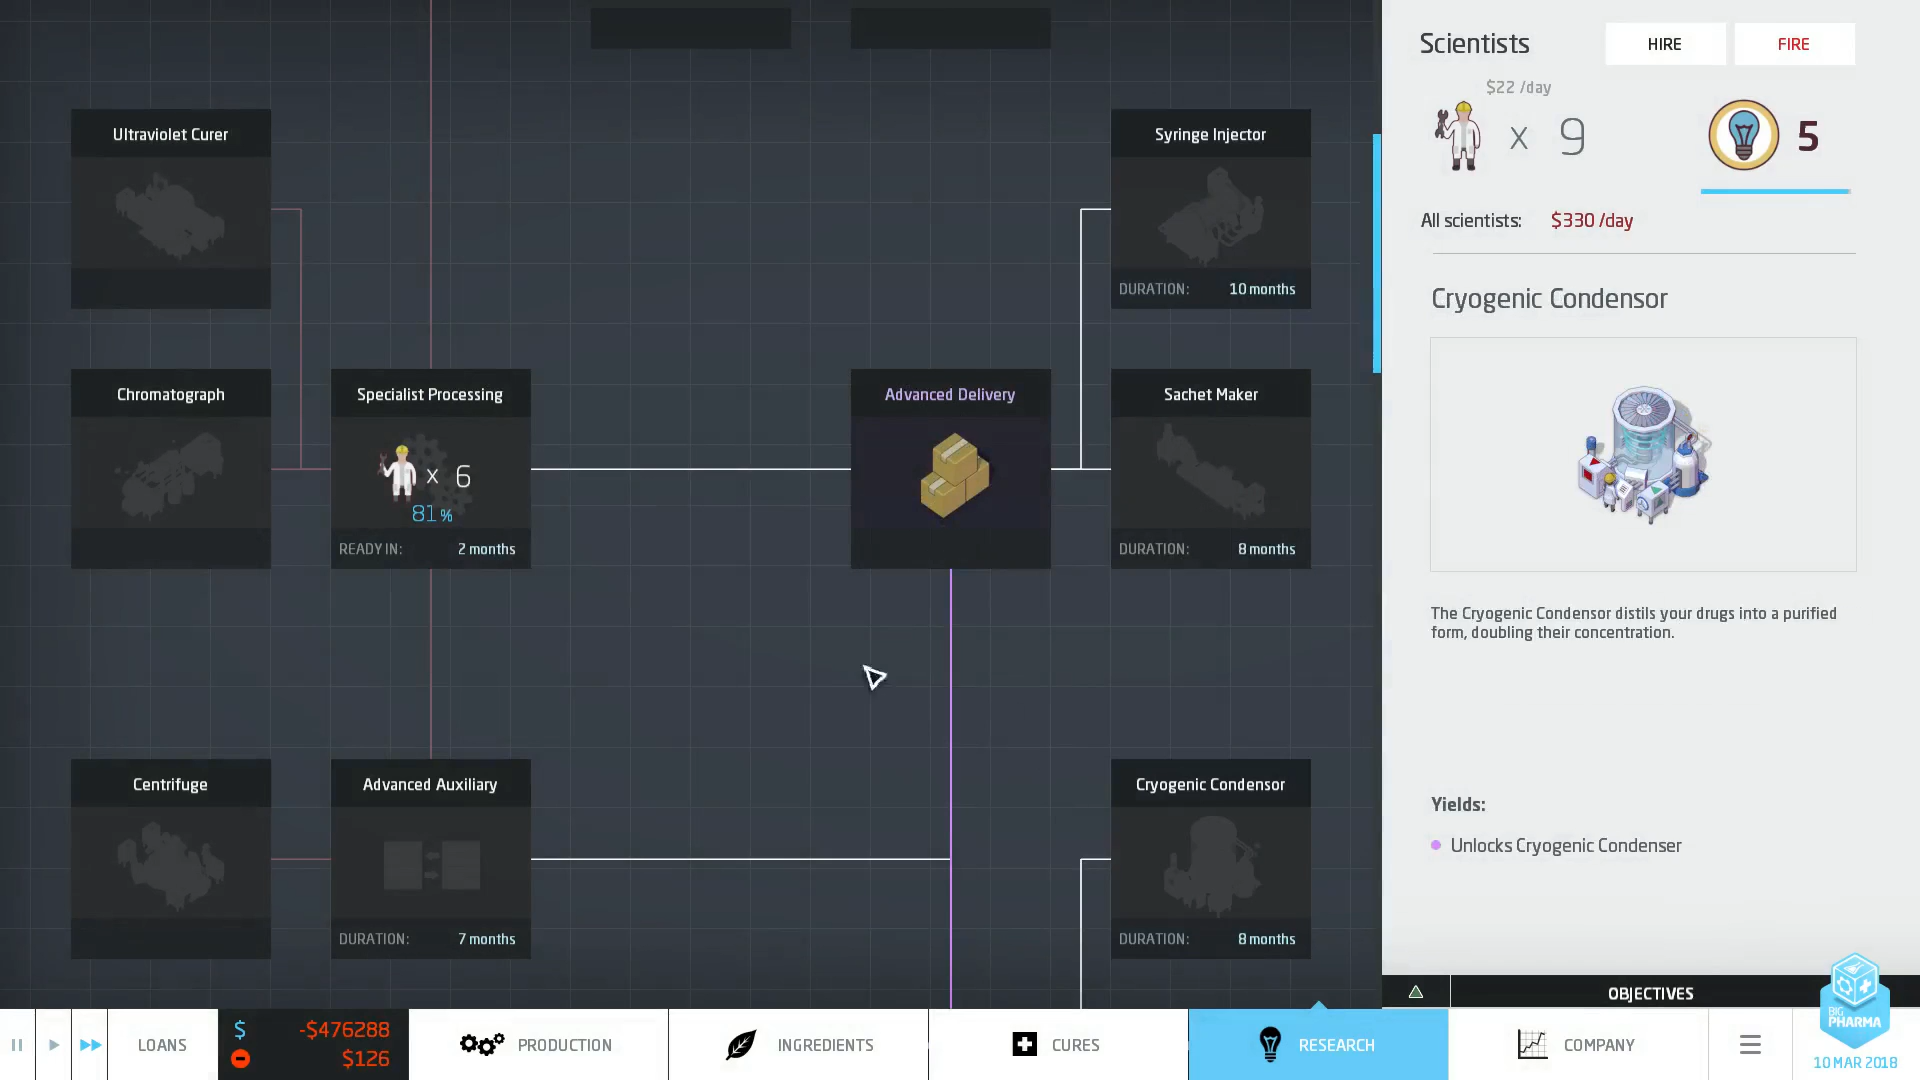 Scientists
HIRE
FIRE
$22 /day
x 9
5
All scientists: $330 /day
Ultraviolet Curer
Syringe Injector
DURATION: 10 months
Chromatograph
Specialist Processing
x 6
81%
READY IN: 2 months
Advanced Delivery
Sachet Maker
DURATION: 8 months
Centrifuge
Advanced Auxiliary
DURATION: 7 months
Cryogenic Condensor
DURATION: 8 months
Cryogenic Condensor
The Cryogenic Condensor distils your drugs into a purified
form, doubling their concentration.
Yields:
Unlocks Cryogenic Condenser
OBJECTIVES
LOANS
$ -$476288
$126
PRODUCTION
INGREDIENTS
CURES
RESEARCH
COMPANY
BIG
PHARMA
10 MAR 2018